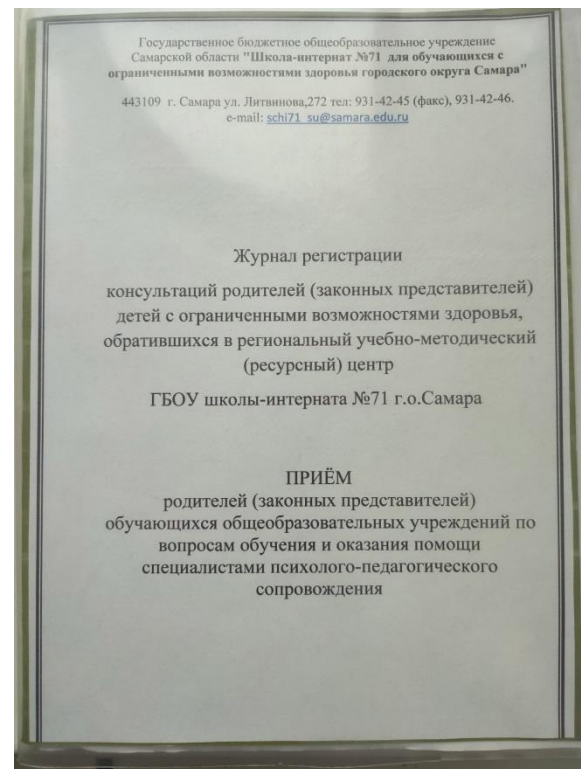 Государственное бюджетное общеобразовательное учреждение
Самарской области "Школа-интернат №71 для обучающихся с
ограниченными возможностями здоровья городского округа Самара"
443109 г. Самара ул. Литвинова,272 тел: 931-42-45 (факс), 931-42-46.
e-mail: schi71_su@samara.edu.ru
Журнал регистрации
консультаций родителей (законных представителей)
детей с ограниченными возможностями здоровья,
обратившихся в региональный учебно-методический
(ресурсный) центр
ГБОУ школы-интерната №71 г.о.Самара
ПРИЁМ
родителей (законных представителей)
обучающихся общеобразовательных учреждений по
вопросам обучения и оказания помощи
специалистами психолого-педагогического
сопровождения